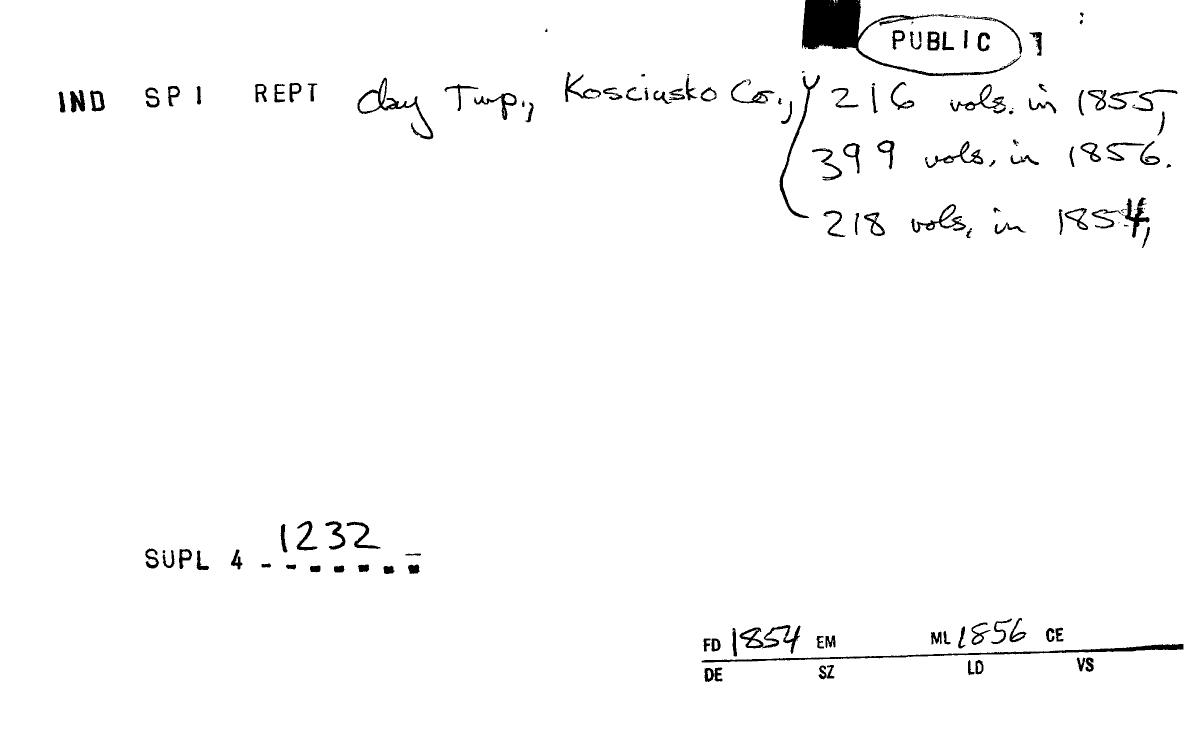 PUBLIC
IND SPI REPT Clay Twp., Kosciusko Co., 216 vols. in 1855,
399 vols. in 1856.
218 vols. in 1854,
1232
SUPL 4
FD 1854 EM ML 1856 CE
DE SZ LD VS